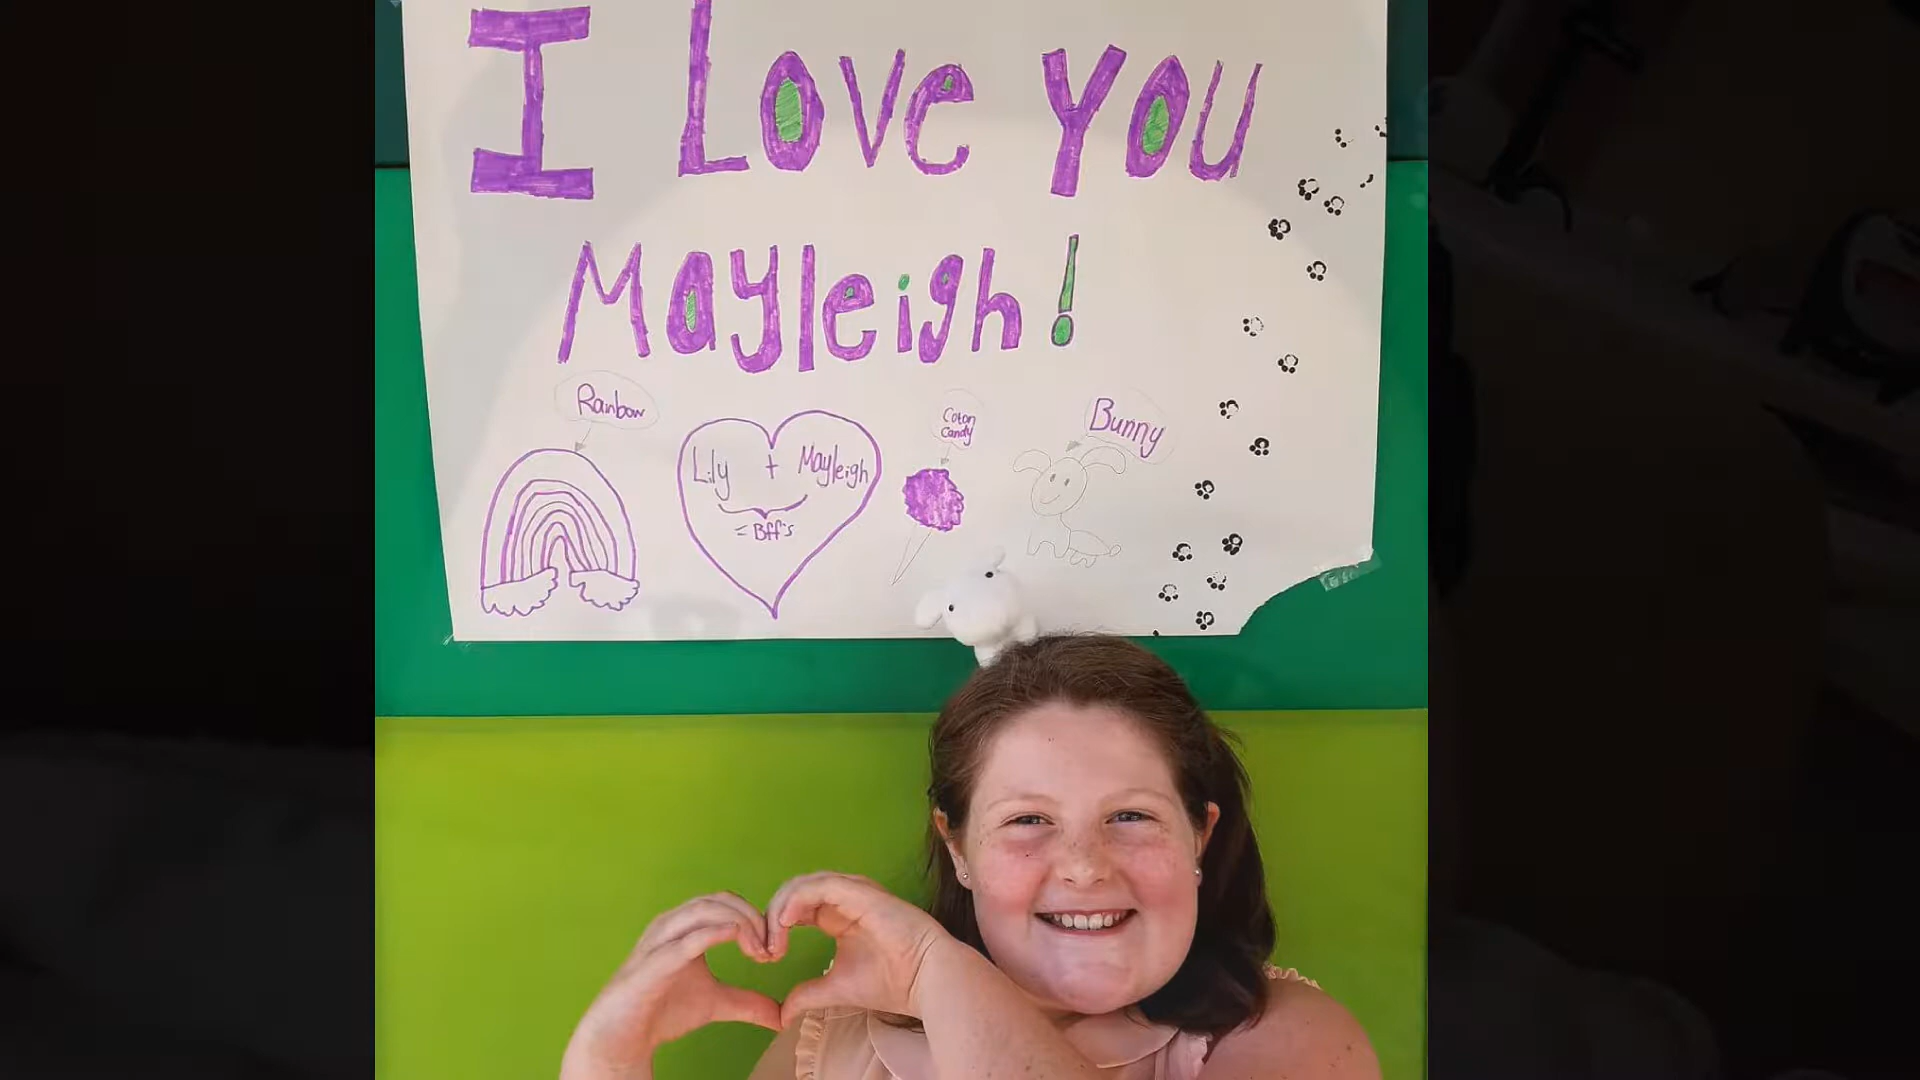 I Love YOU
Mayleigh!
Rainbow
Lily + Mayleigh
= Bff's
Coton
Candy
Bunny